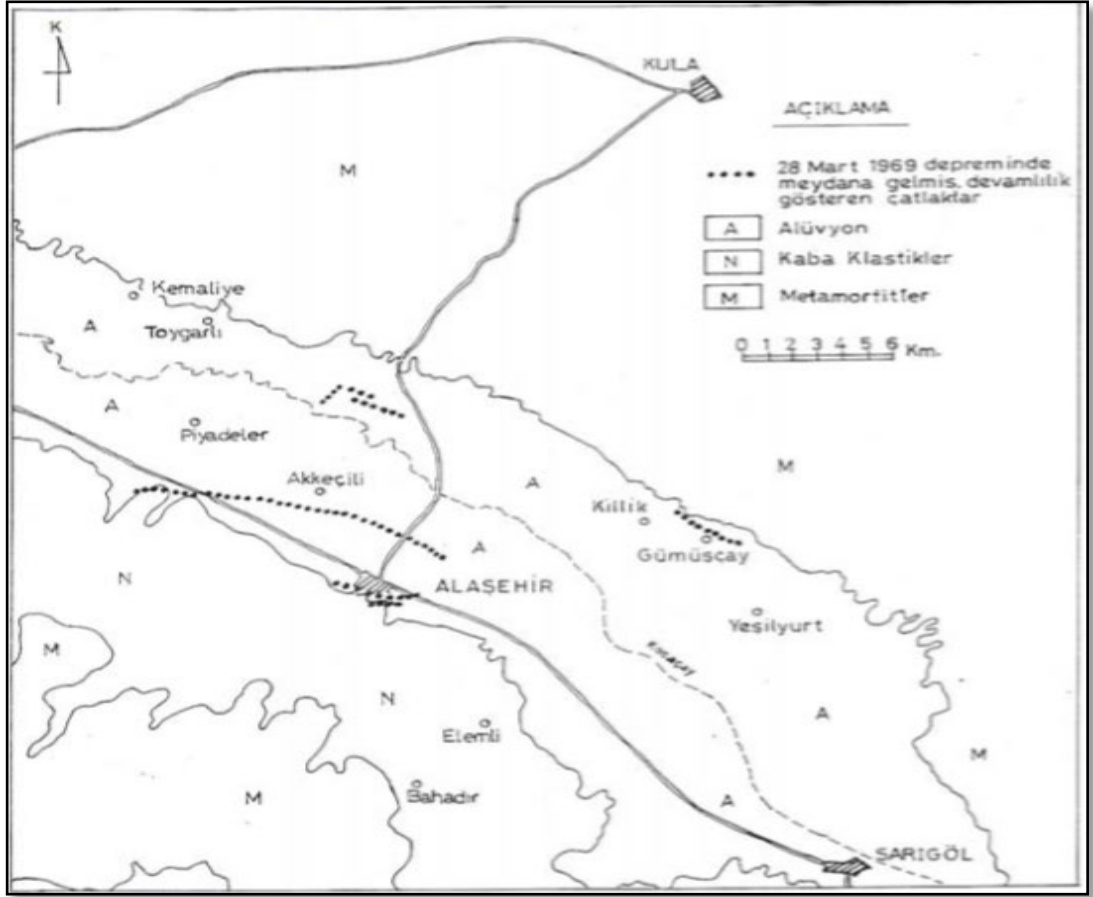 K
KULA
AÇIKLAMA
28 Mart 1969 depreminde
meydana gelmiş, devamlılık
gösteren çatlaklar
A Alüvyon
N Kaba Klastikler
M Metamorfitler
0 1 2 3 4 5 6 Km.
M
Kemaliye
A
Toygarlı
A
Piyadeler
M
Akkeçili
A
Killik
Gümüsçay
A
N
ALAŞEHİR
Yeşilyurt
M
N
A
Elemli
M
M
Bahadır
A
SARIGÖL